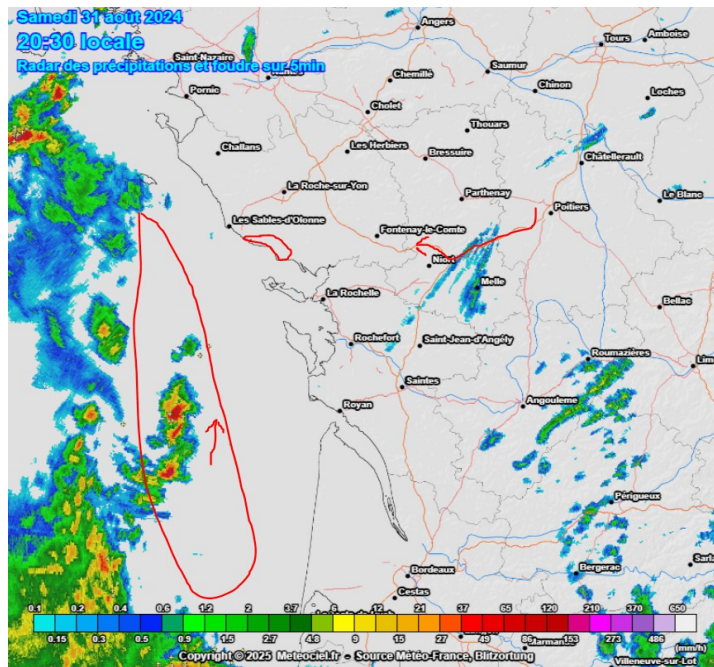 Samedi 31 août 2024
20:30 locale
Radar des précipitations et foudre sur 5min
Angers
Tours
Amboise
Saint-Nazaire
Saumur
Chemillé
Chinon
Pornic
Loches
Cholet
Thouars
Challans
Les Herbiers
Bressuire
Châtellerault
La Roche-sur-Yon
Parthenay
Le Blanc
Poitiers
Les Sables-d'Olonne
Fontenay-le-Comte
Niort
Melle
La Rochelle
Bellac
Rochefort
Saint-Jean-d'Angély
Roumazières
Saintes
Royan
Angouleme
Périgueux
Bordeaux
Bergerac
Cestas
0.1 0.2 0.4 0.6 1.2 2 3.7 6 12 21 37 65 120 210 370 650
0.15 0.3 0.5 0.9 1.5 2.7 4.8 9 15 27 49 86 153 273 486 (mm/h)
Copyright © 2025 Meteociel.fr - Source Météo-France, Blitzortung
Villeneuve-sur-Lot